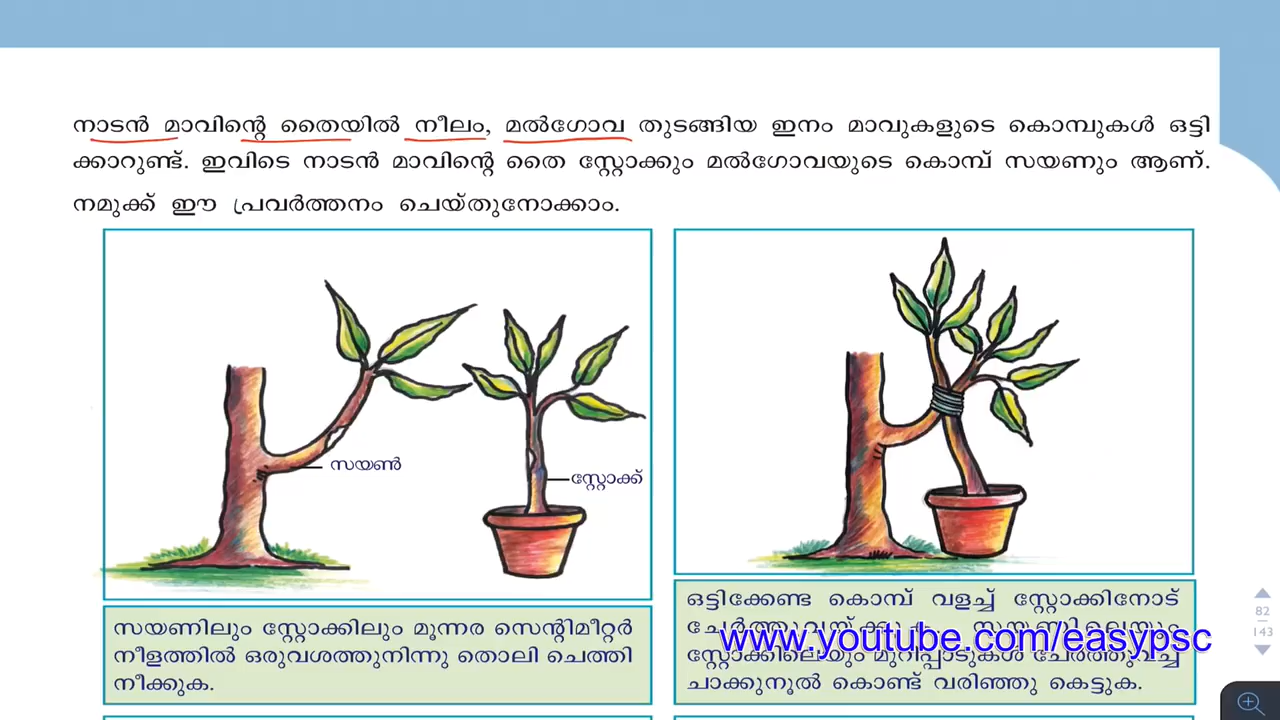 നാടൻ മാവിന്റെ തൈയിൽ നീലം, മൽഗോവ തുടങ്ങിയ ഇനം മാവുകളുടെ കൊമ്പുകൾ ഒട്ടി
ക്കാറുണ്ട്. ഇവിടെ നാടൻ മാവിന്റെ തൈ സ്റ്റോക്കും മൽഗോവയുടെ കൊമ്പ് സയണും ആണ്.
നമുക്ക് ഈ പ്രവർത്തനം ചെയ്തുനോക്കാം.
സയൺ
സ്റ്റോക്ക്
സയണിലും സ്റ്റോക്കിലും മൂന്നര സെന്റിമീറ്റർ
നീളത്തിൽ ഒരുവശത്തുനിന്നു തൊലി ചെത്തി
നീക്കുക.
ഒട്ടിക്കേണ്ട കൊമ്പ് വളച്ച് സ്റ്റോക്കിനോട്
സയണിലെയും
www.youtube.com/easypsc
സ്റ്റോക്കിലെയും മുറിപ്പാടുകൾ ചേർത്തുവച്ച്
ചാക്കുനൂൽ കൊണ്ട് വരിഞ്ഞു കെട്ടുക.
82
143